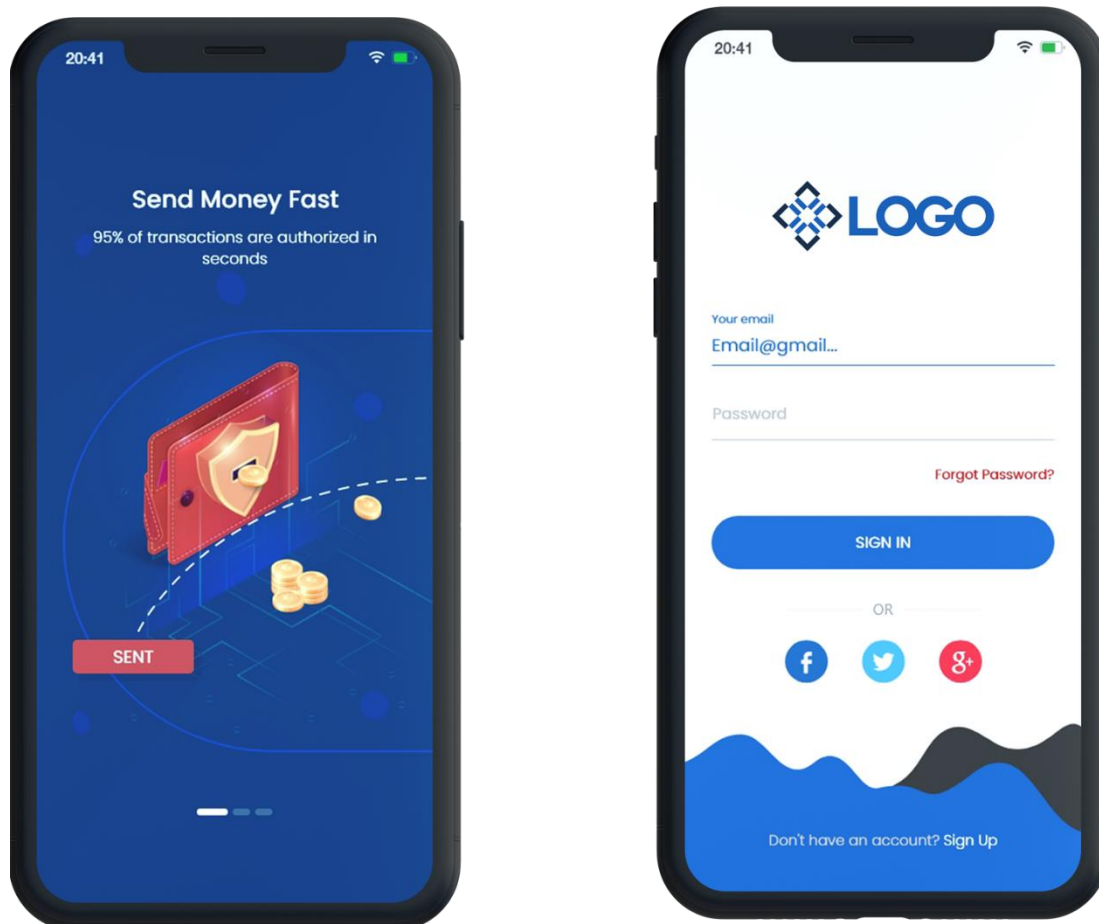 20:41
Send Money Fast
95% of transactions are authorized in
seconds
SENT
20:41
LOGO
Your email
Email@gmail...
Password
Forgot Password?
SIGN IN
OR
f
g+
Don't have an account? Sign Up